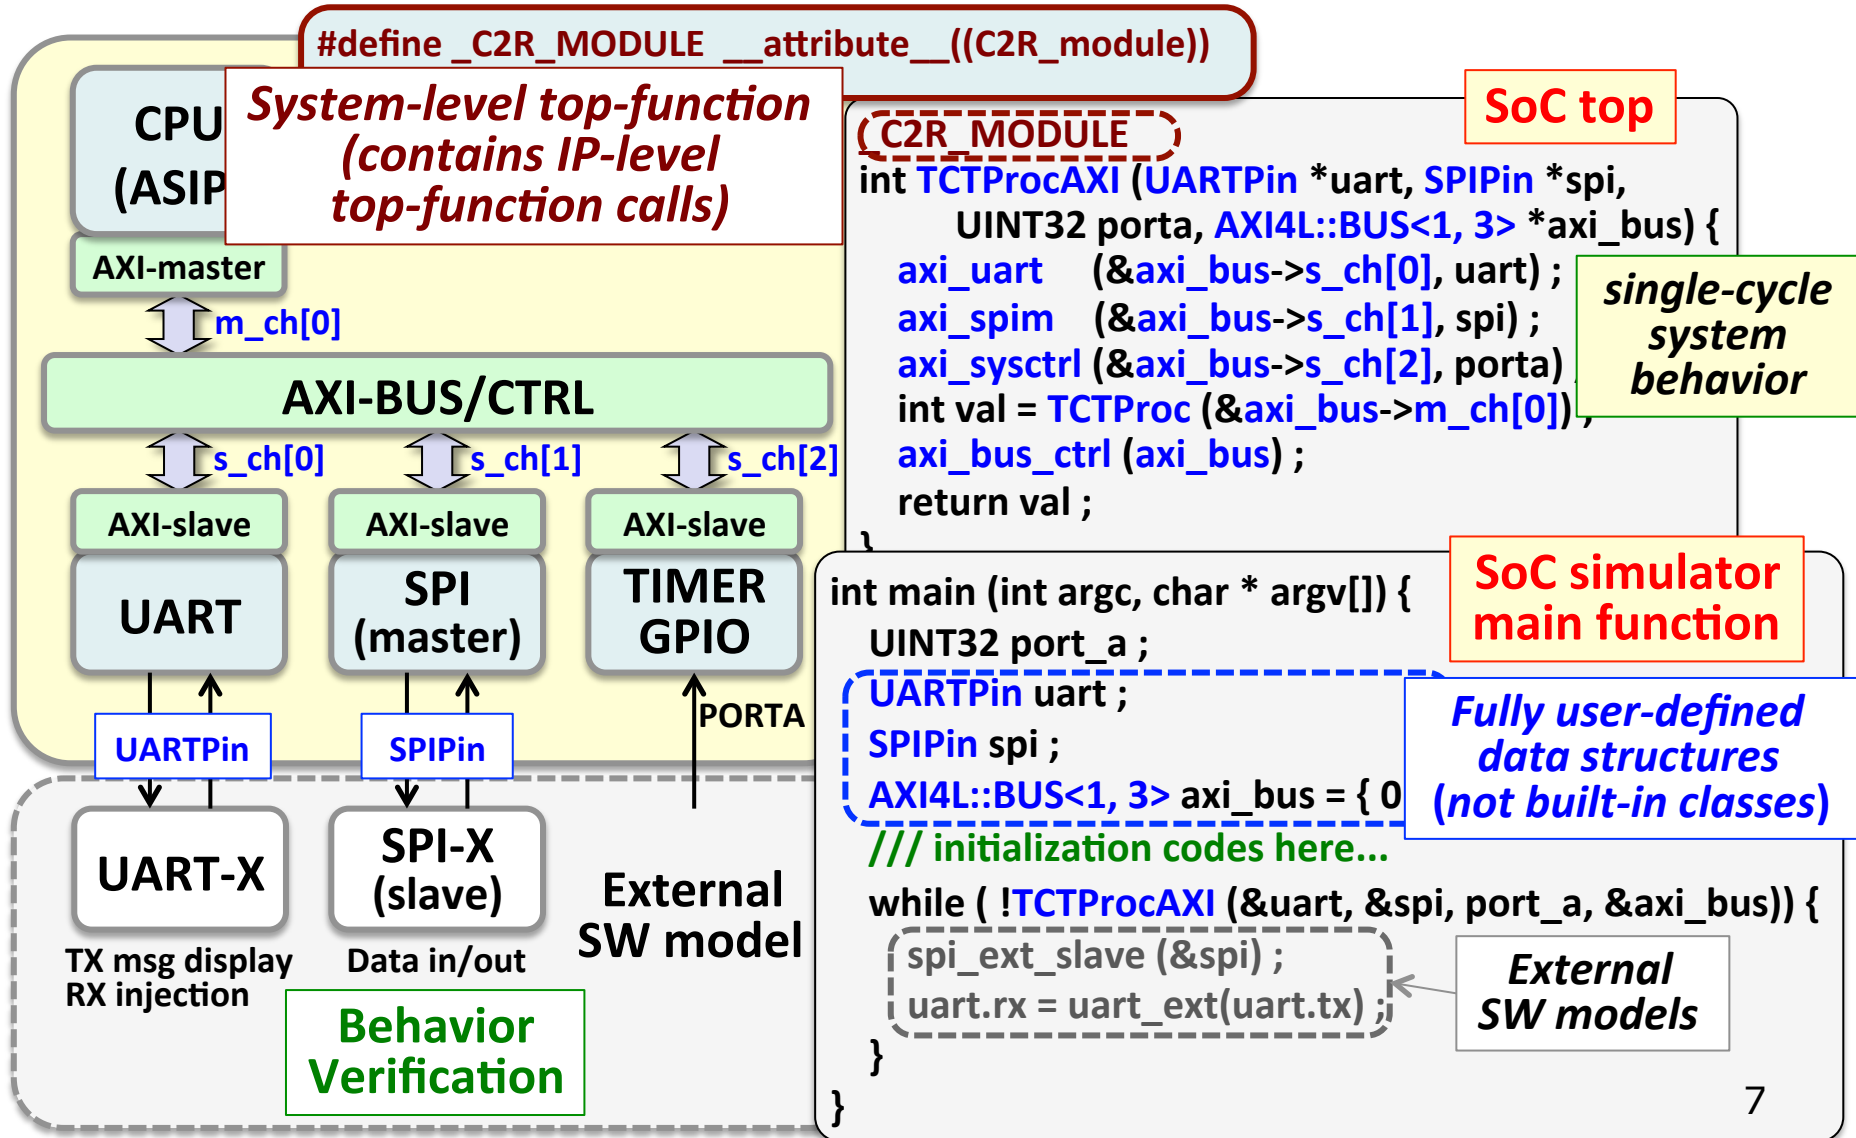 #define _C2R_MODULE __attribute__((C2R_module))
CPU
(ASIP
System-level top-function
(contains IP-level
top-function calls)
AXI-master
m_ch[0]
AXI-BUS/CTRL
s_ch[0]
s_ch[1]
s_ch[2]
AXI-slave
AXI-slave
AXI-slave
UART
SPI
(master)
TIMER
GPIO
UARTPin
SPIPin
PORTA
UART-X
SPI-X
(slave)
External
SW model
TX msg display
RX injection
Data in/out
Behavior
Verification
SoC top
_C2R_MODULE
int TCTProcAXI (UARTPin *uart, SPIPin *spi,
UINT32 porta, AXI4L::BUS<1, 3> *axi_bus) {
axi_uart (&axi_bus->s_ch[0], uart) ;
axi_spim (&axi_bus->s_ch[1], spi) ;
axi_sysctrl (&axi_bus->s_ch[2], porta) ;
int val = TCTProc (&axi_bus->m_ch[0]) ;
axi_bus_ctrl (axi_bus) ;
return val ;
}
single-cycle
system
behavior
SoC simulator
main function
int main (int argc, char * argv[]) {
UINT32 port_a ;
UARTPin uart ;
SPIPin spi ;
AXI4L::BUS<1, 3> axi_bus = { 0
Fully user-defined
data structures
(not built-in classes)
/// initialization codes here...
while ( !TCTProcAXI (&uart, &spi, port_a, &axi_bus)) {
spi_ext_slave (&spi) ;
uart.rx = uart_ext(uart.tx) ;
}
}
External
SW models
7